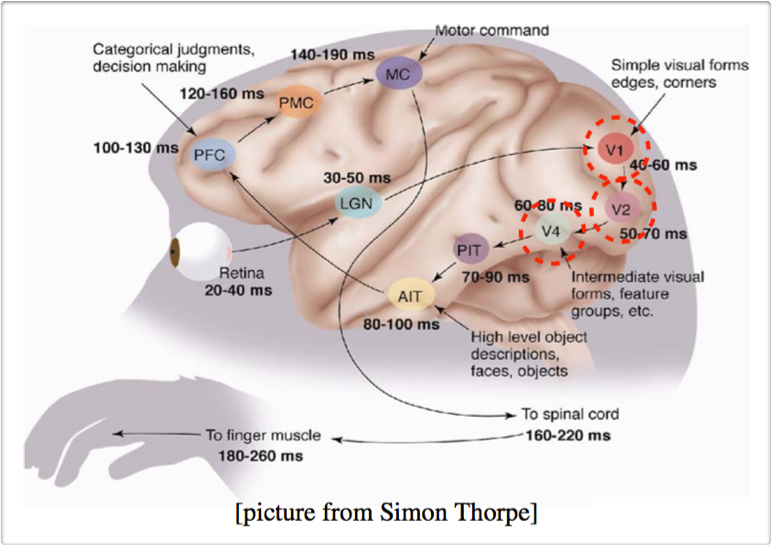 Motor command
Categorical judgments,
decision making
140-190 ms
MC
Simple visual forms
edges, corners
120-160 ms
PMC
100-130 ms
PFC
V1
40-60 ms
30-50 ms
LGN
60-80 ms
V2
50-70 ms
V4
PIT
70-90 ms
Retina
20-40 ms
AIT
80-100 ms
Intermediate visual
forms, feature
groups, etc.
High level object
descriptions,
faces, objects
To spinal cord
160-220 ms
To finger muscle
180-260 ms
[picture from Simon Thorpe]